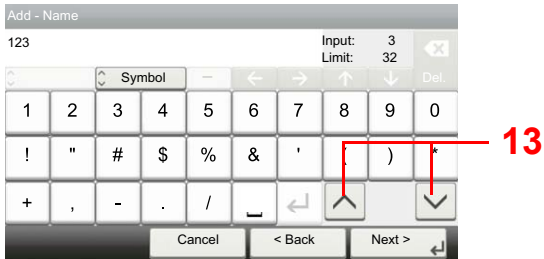 Add - Name
123 Input: 3
Limit: 32
Symbol - ← → ↑ ↓ Del.
1 2 3 4 5 6 7 8 9 0
! " # $ % & ' ( ) *
+ , - . / ⎵ ↵ ∧ ∨
Cancel < Back Next > ↵
13